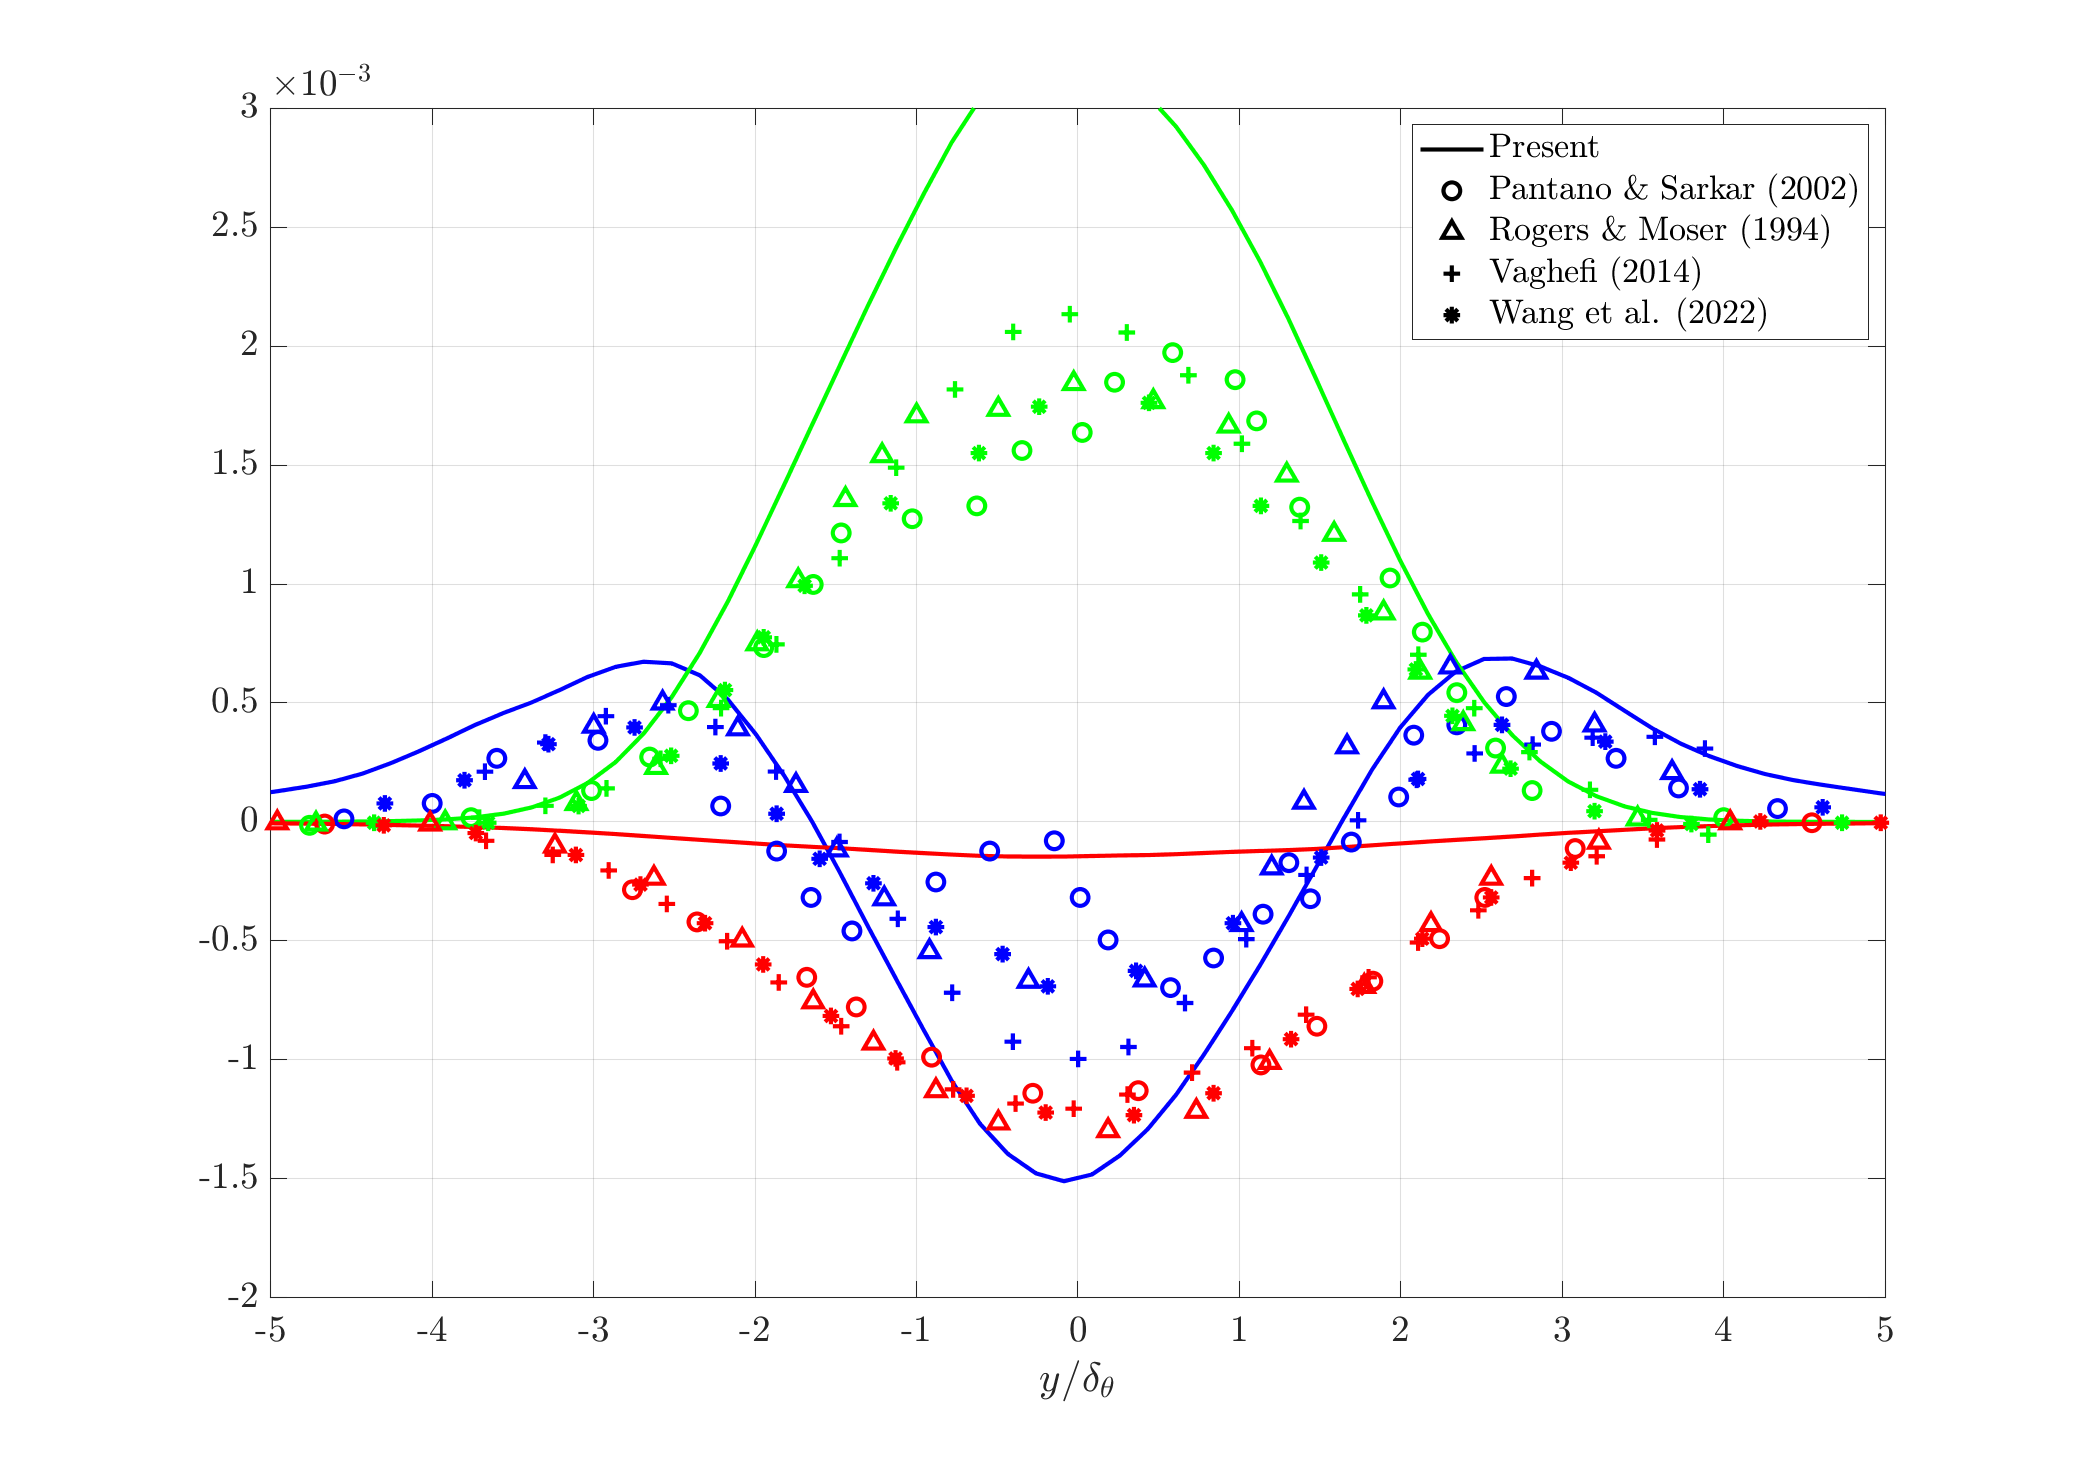 ×10⁻³
3
2.5
2
1.5
1
0.5
0
-0.5
-1
-1.5
-2
-5 -4 -3 -2 -1 0 1 2 3 4 5
y/δ_θ
Present
Pantano & Sarkar (2002)
Rogers & Moser (1994)
Vaghefi (2014)
Wang et al. (2022)